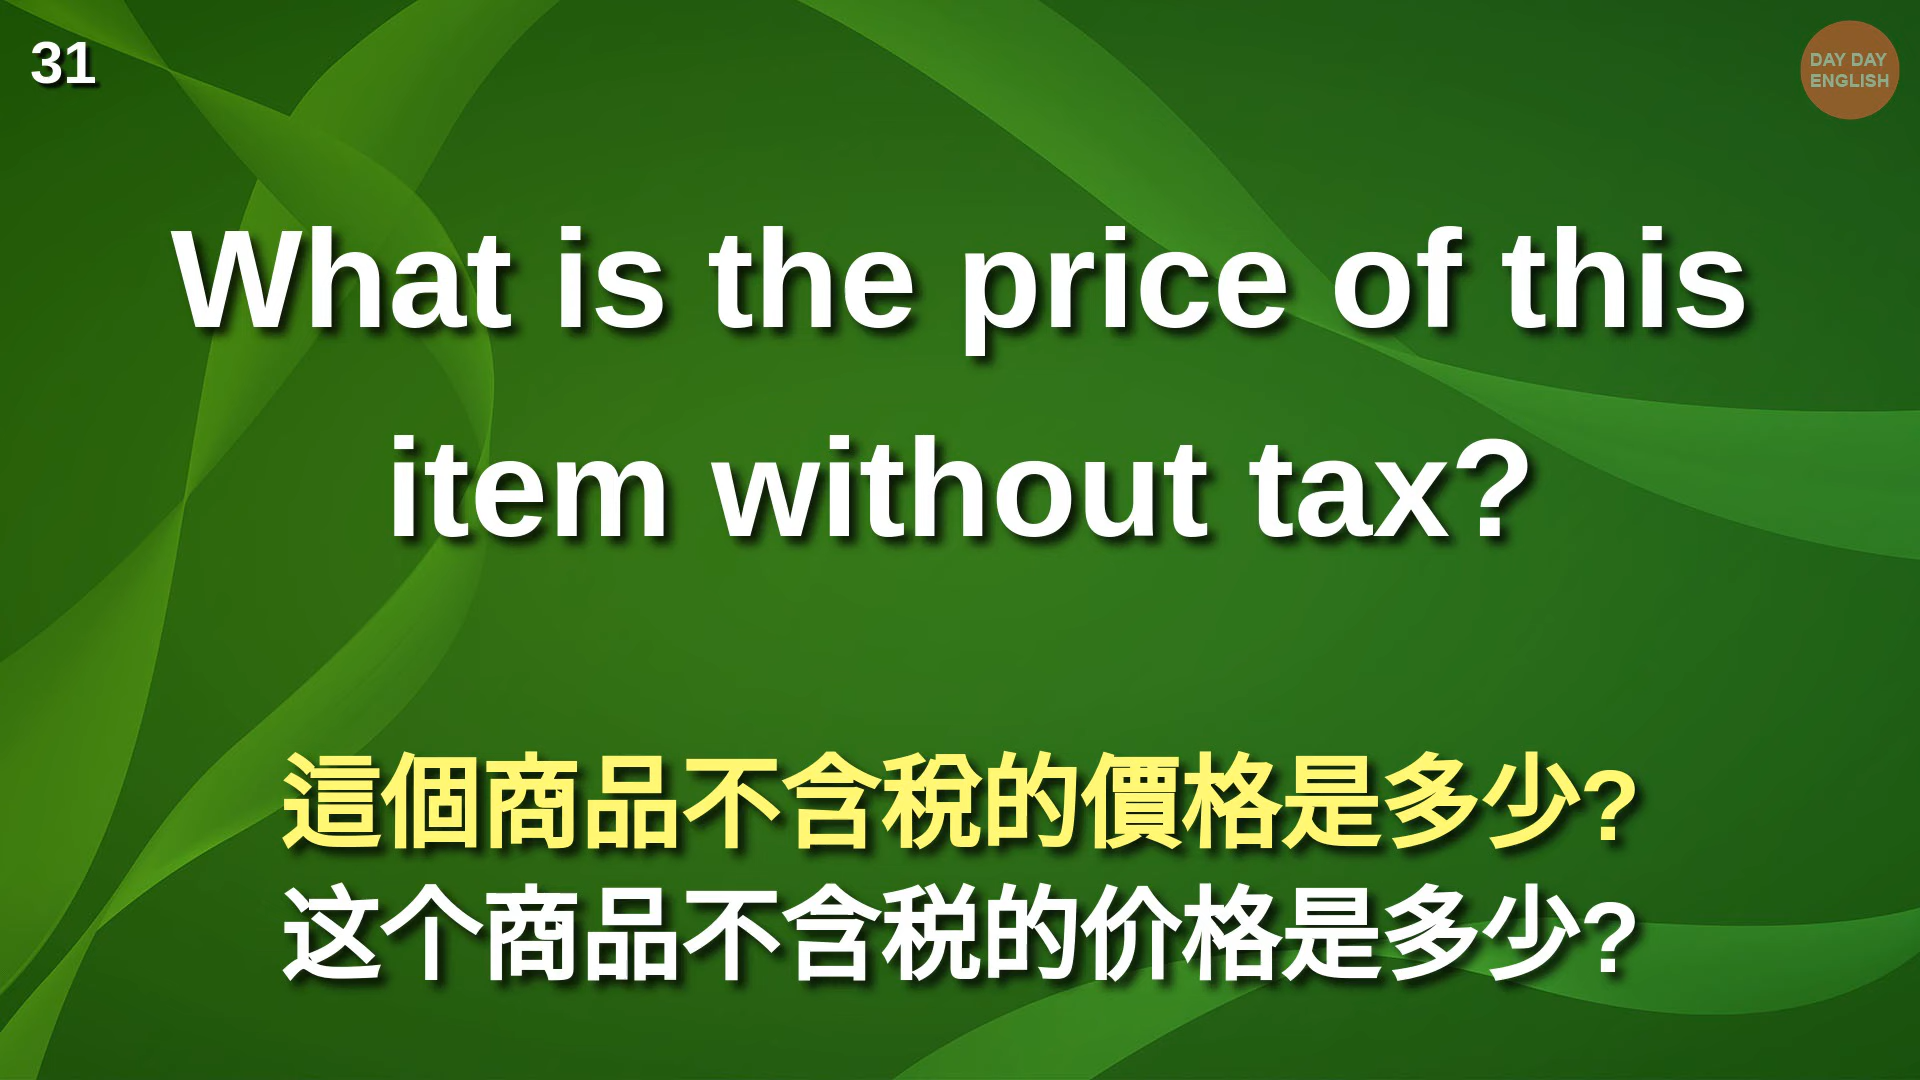 31
DAY DAY
ENGLISH
What is the price of this
item without tax?
這個商品不含稅的價格是多少?
这个商品不含税的价格是多少?